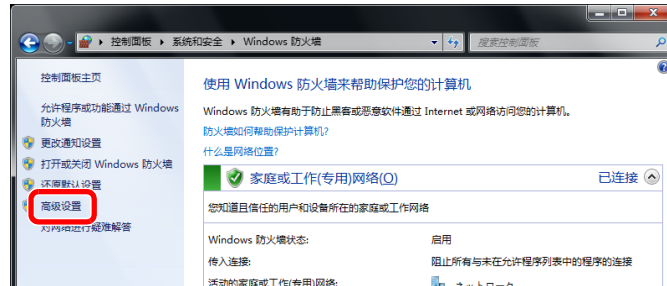 控制面板 ▸ 系统和安全 ▸ Windows 防火墙
搜索控制面板
控制面板主页
允许程序或功能通过 Windows
防火墙
更改通知设置
打开或关闭 Windows 防火墙
还原默认设置
高级设置
对网络进行疑难解答
使用 Windows 防火墙来帮助保护您的计算机
Windows 防火墙有助于防止黑客或恶意软件通过 Internet 或网络访问您的计算机。
防火墙如何帮助保护计算机?
什么是网络位置?
家庭或工作(专用)网络(O) 已连接
您知道且信任的用户和设备所在的家庭或工作网络
Windows 防火墙状态: 启用
传入连接: 阻止所有与未在允许程序列表中的程序的连接
活动的家庭或工作(专用)网络: ネットワーク